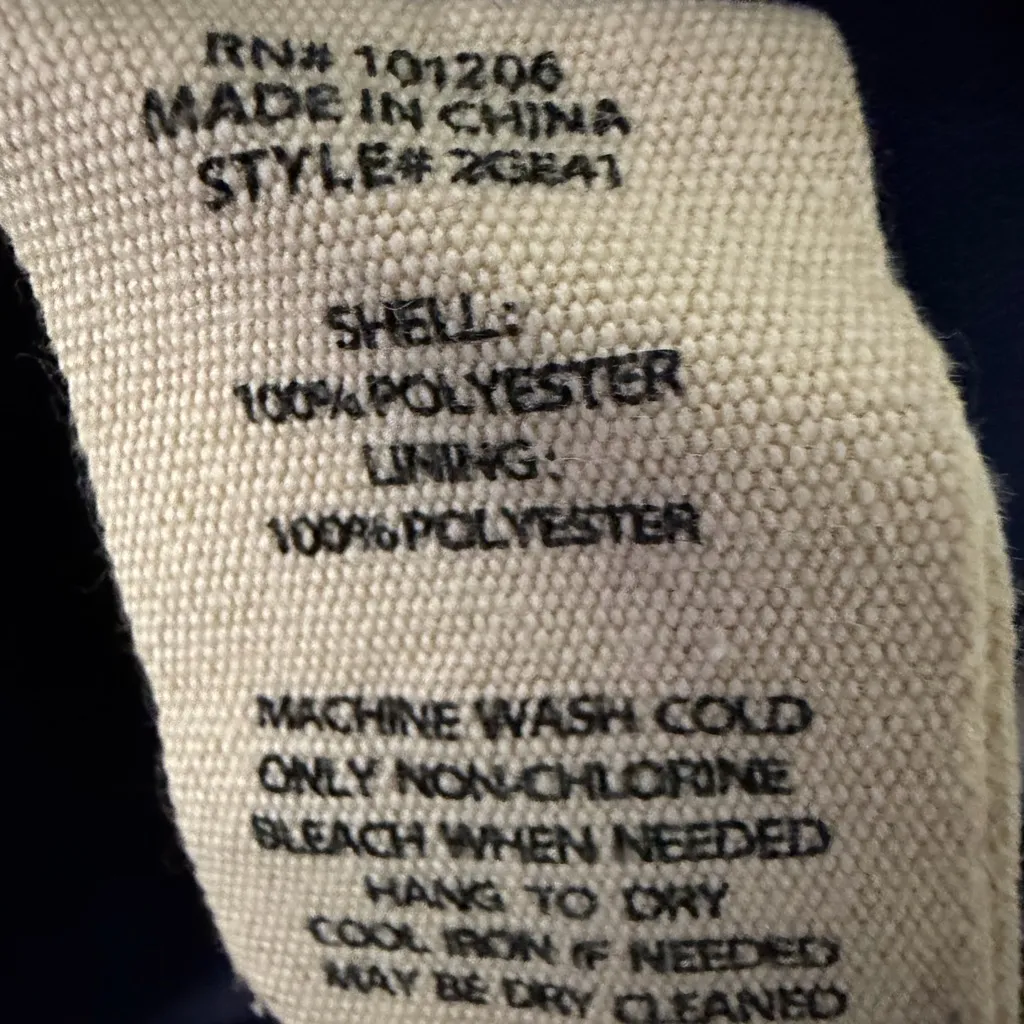 RN# 101206
MADE IN CHINA
STYLE# 2GE41
SHELL:
100% POLYESTER
LINING:
100% POLYESTER
MACHINE WASH COLD
ONLY NON-CHLORINE
BLEACH WHEN NEEDED
HANG TO DRY
COOL IRON IF NEEDED
MAY BE DRY CLEANED